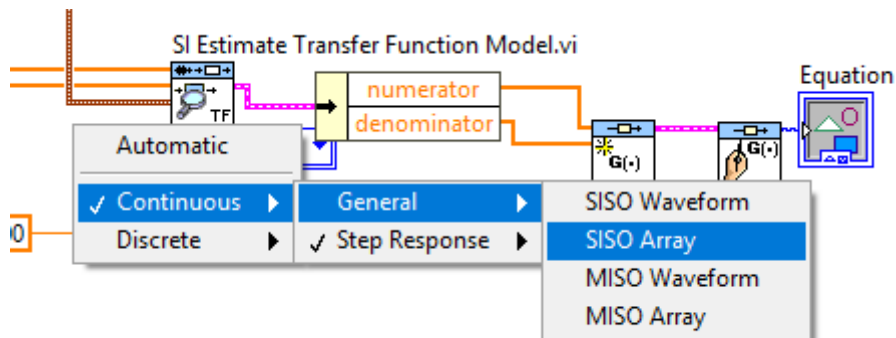 SI Estimate Transfer Function Model.vi
TF
numerator
denominator
Equation
G(·)
G(·)
Automatic
Continuous
Discrete
General
Step Response
SISO Waveform
SISO Array
MISO Waveform
MISO Array